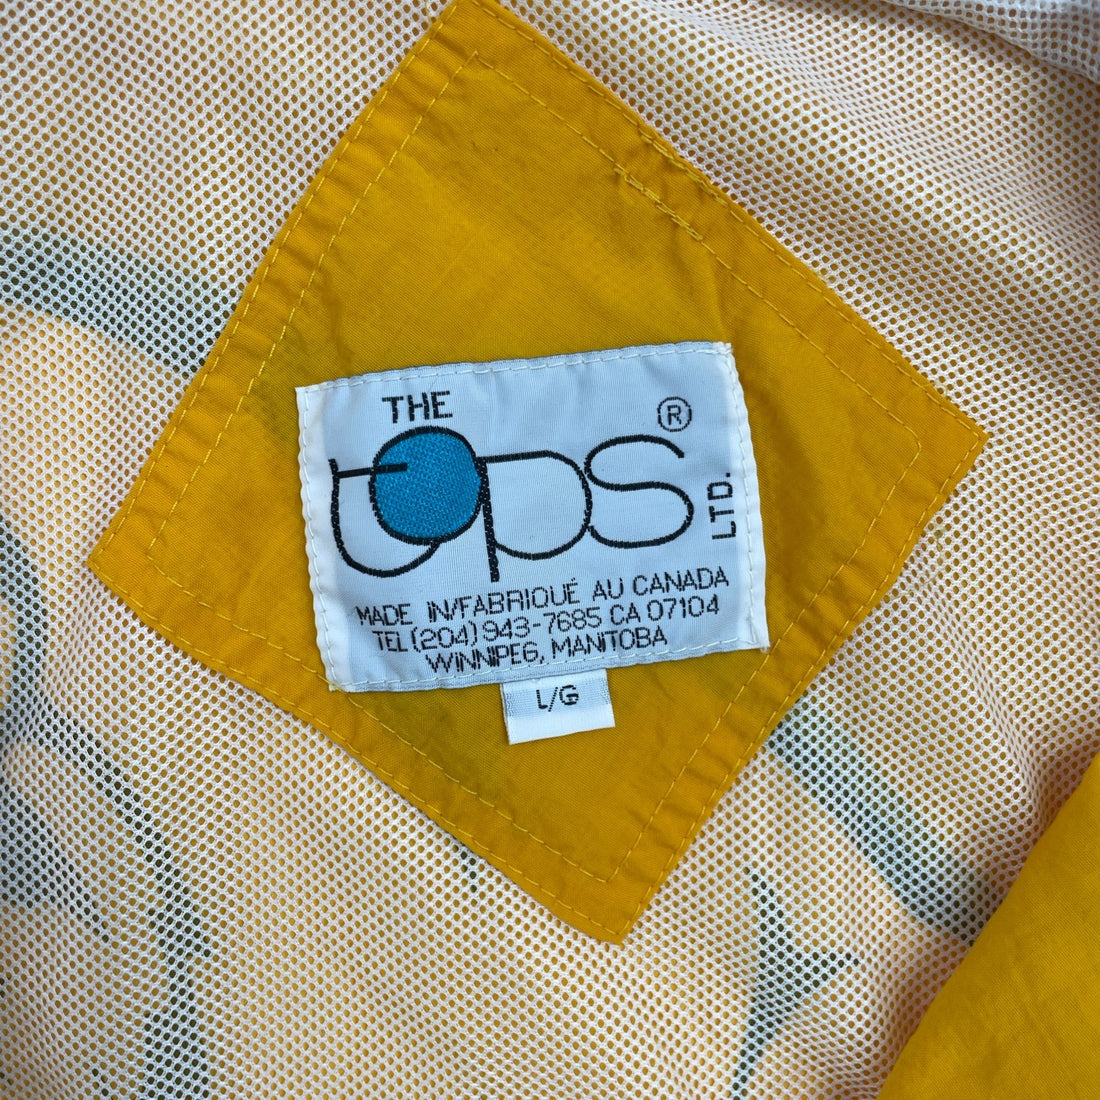 THE
tops ®
LTD.
MADE IN/FABRIQUÉ AU CANADA
TEL (204) 943-7685 CA 07104
WINNIPEG, MANITOBA
L/G